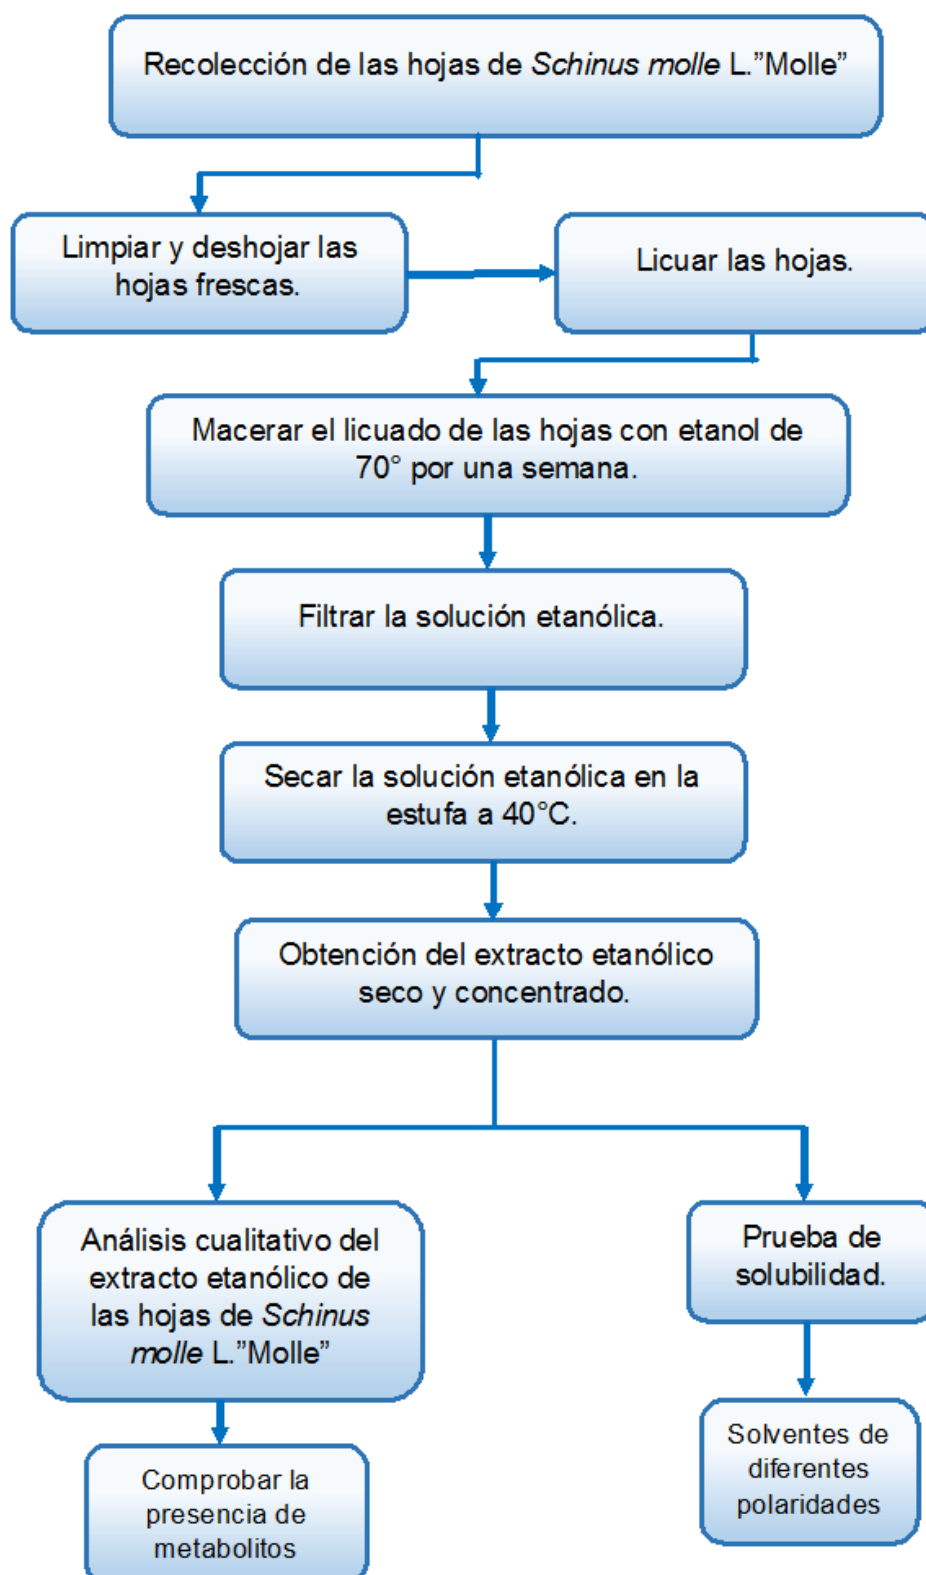 Recolección de las hojas de Schinus molle L.”Molle”
Limpiar y deshojar las
hojas frescas.
Licuar las hojas.
Macerar el licuado de las hojas con etanol de
70° por una semana.
Filtrar la solución etanólica.
Secar la solución etanólica en la
estufa a 40°C.
Obtención del extracto etanólico
seco y concentrado.
Análisis cualitativo del
extracto etanólico de
las hojas de Schinus
molle L.”Molle”
Prueba de
solubilidad.
Comprobar la
presencia de
metabolitos
Solventes de
diferentes
polaridades